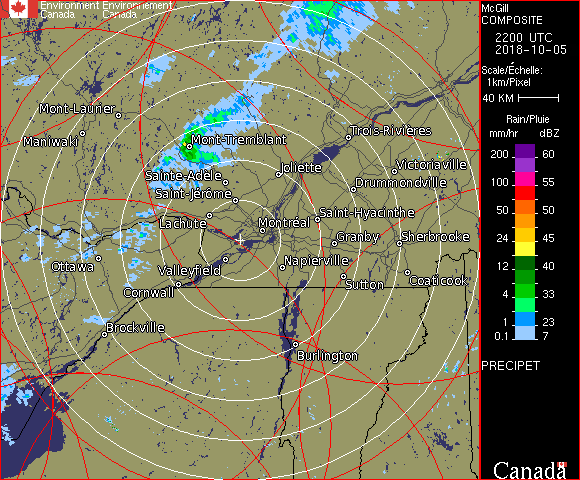 Environment Environnement
Canada Canada
McGill
COMPOSITE
2200 UTC
2018-10-05
Scale/Échelle:
1km/Pixel
40 KM
Rain/Pluie
mm/hr dBZ
200 60
150 55
100 55
50 50
24 45
12 40
4 33
1 23
0.1 7
PRECIPET
Canada
Mont-Laurier
Maniwaki
Mont-Tremblant
Trois-Rivières
Sainte-Adèle
Joliette
Victoriaville
Saint-Jérôme
Drummondville
Lachute
Montréal
Saint-Hyacinthe
Granby
Sherbrooke
Ottawa
Valleyfield
Napierville
Cornwall
Sutton
Coaticook
Brockville
Burlington